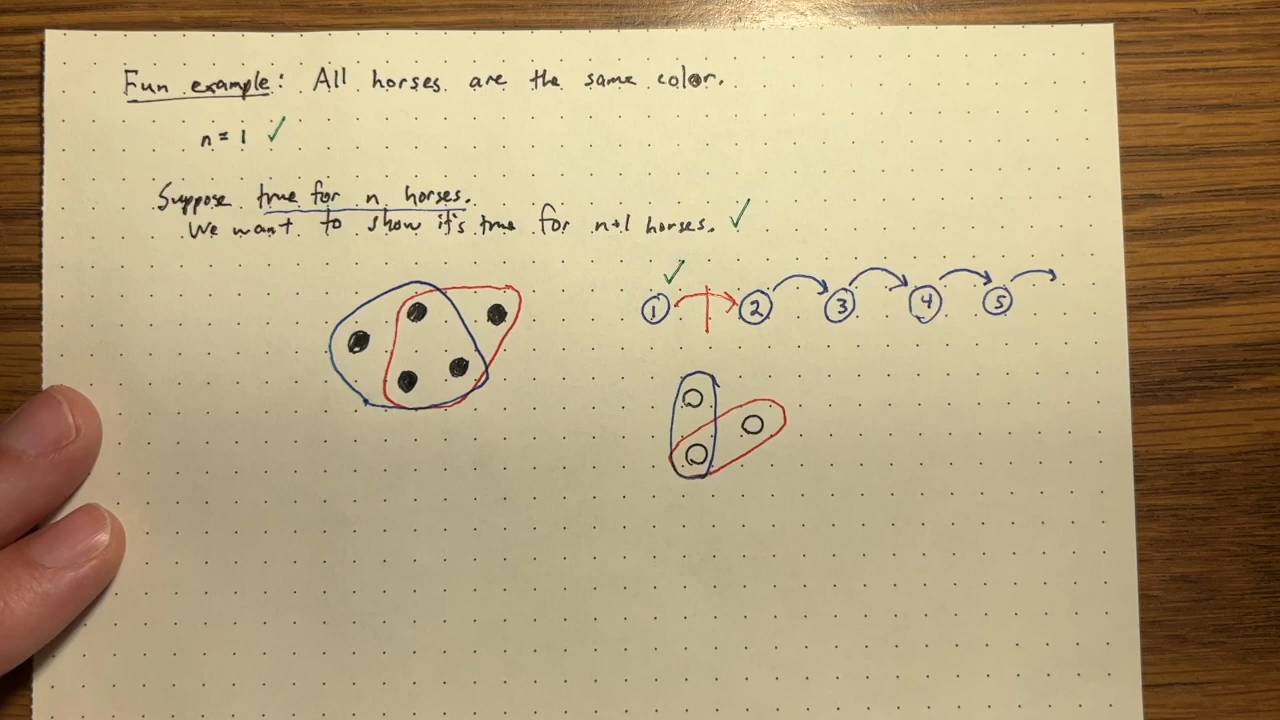 Fun example: All horses are the same color.
n = 1 ✓
Suppose true for n horses.
We want to show it's true for n+1 horses. ✓
✓
1 2 3 4 5